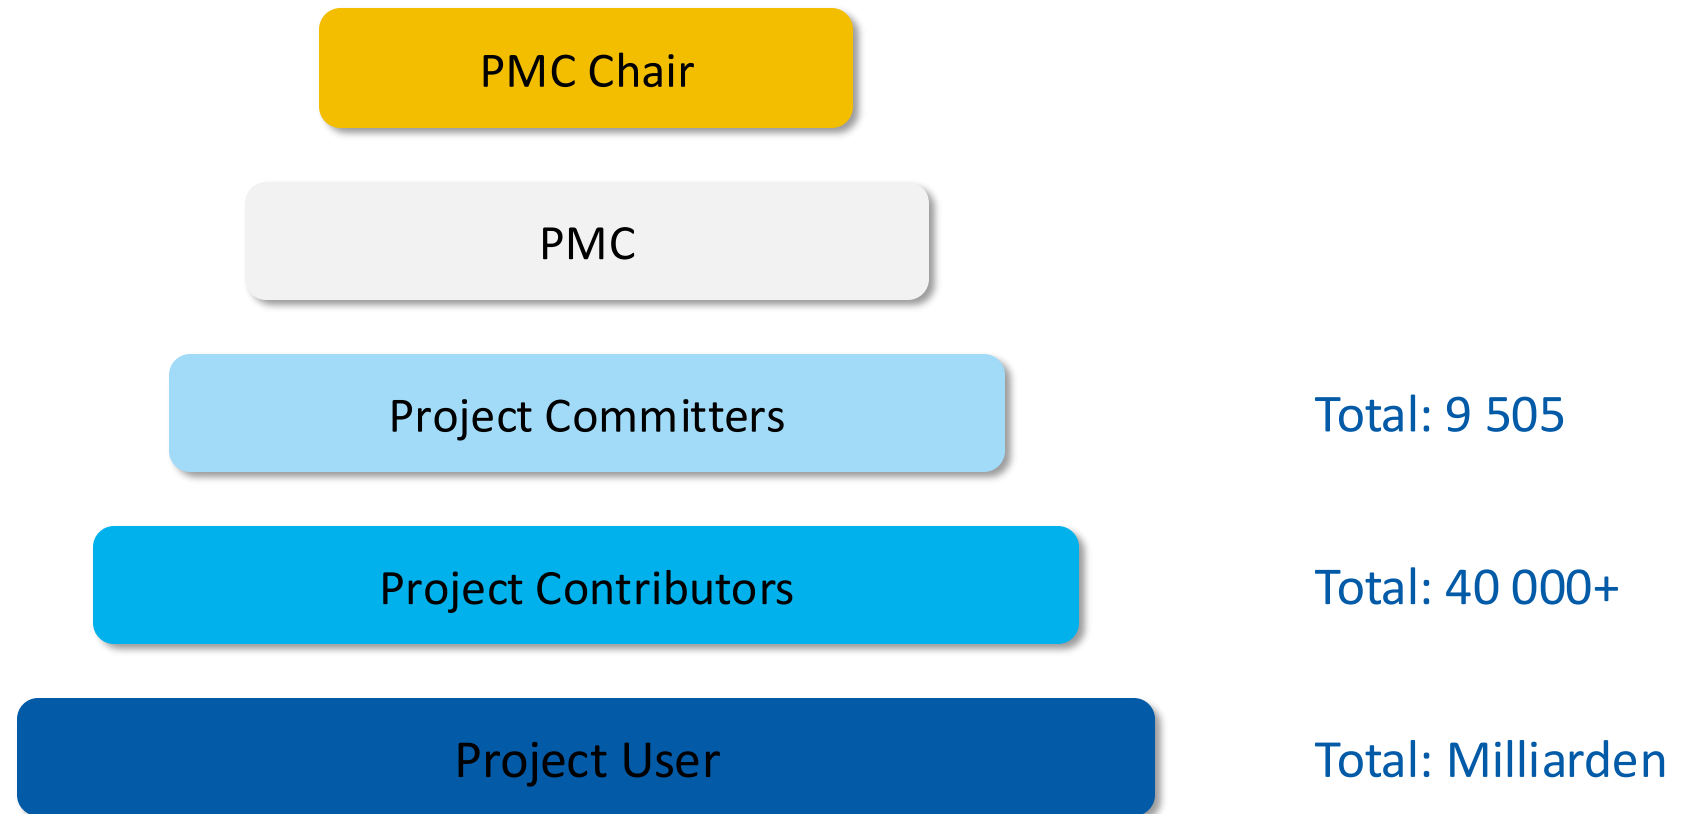 PMC Chair
PMC
Project Committers
Total: 9 505
Project Contributors
Total: 40 000+
Project User
Total: Milliarden